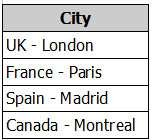 City
UK - London
France - Paris
Spain - Madrid
Canada - Montreal